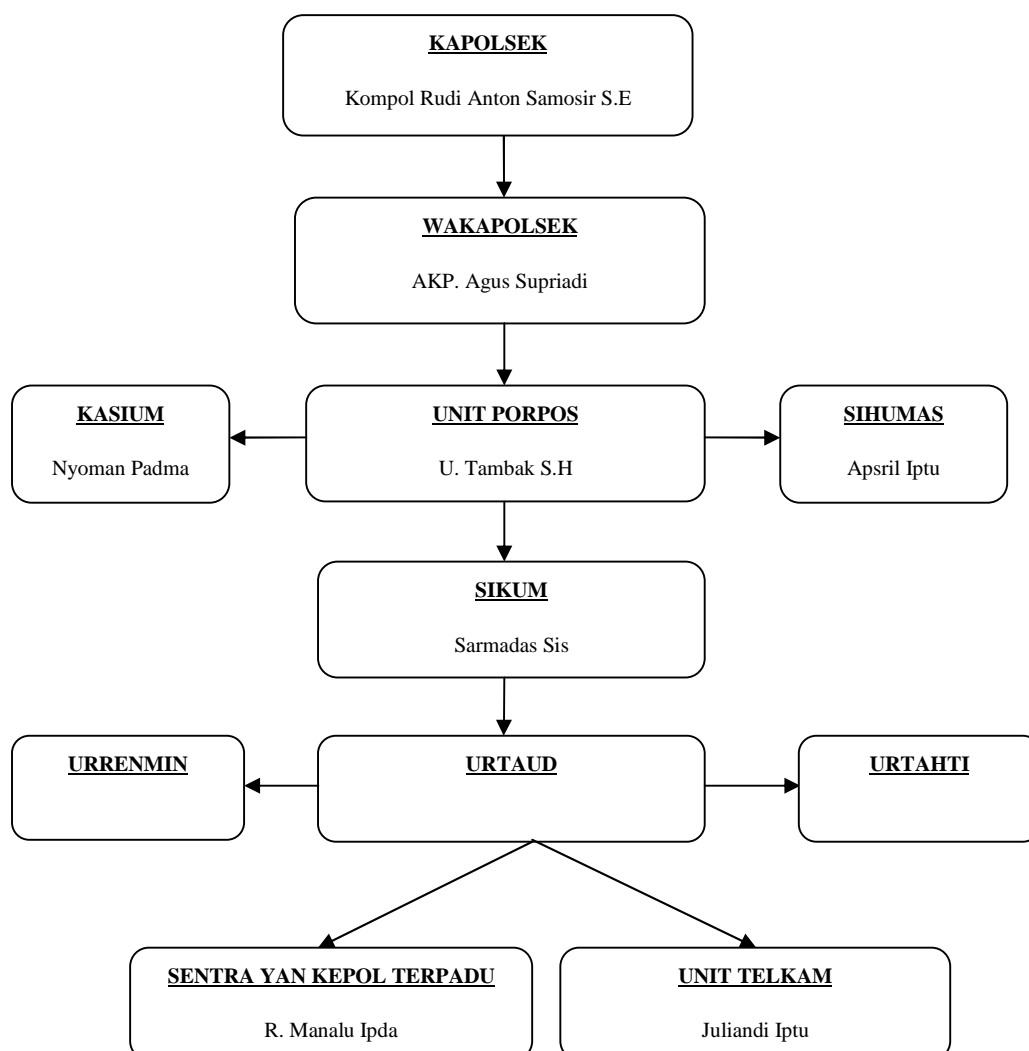 KAPOLSEK
Kompol Rudi Anton Samosir S.E
WAKAPOLSEK
AKP. Agus Supriadi
KASIUM
Nyoman Padma
UNIT PORPOS
U. Tambak S.H
SIHUMAS
Apsril Iptu
SIKUM
Sarmadas Sis
URRENMIN
URTAUD
URTAHTI
SENTRA YAN KEPOL TERPADU
R. Manalu Ipda
UNIT TELKAM
Juliandi Iptu